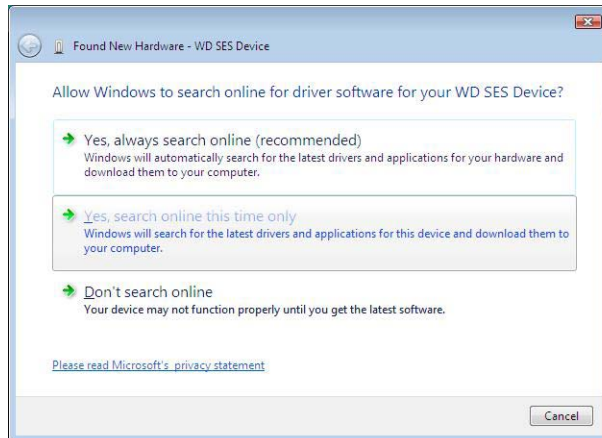 Found New Hardware - WD SES Device
Allow Windows to search online for driver software for your WD SES Device?
Yes, always search online (recommended)
Windows will automatically search for the latest drivers and applications for your hardware and
download them to your computer.
Yes, search online this time only
Windows will search for the latest drivers and applications for this device and download them to
your computer.
Don't search online
Your device may not function properly until you get the latest software.
Please read Microsoft's privacy statement
Cancel